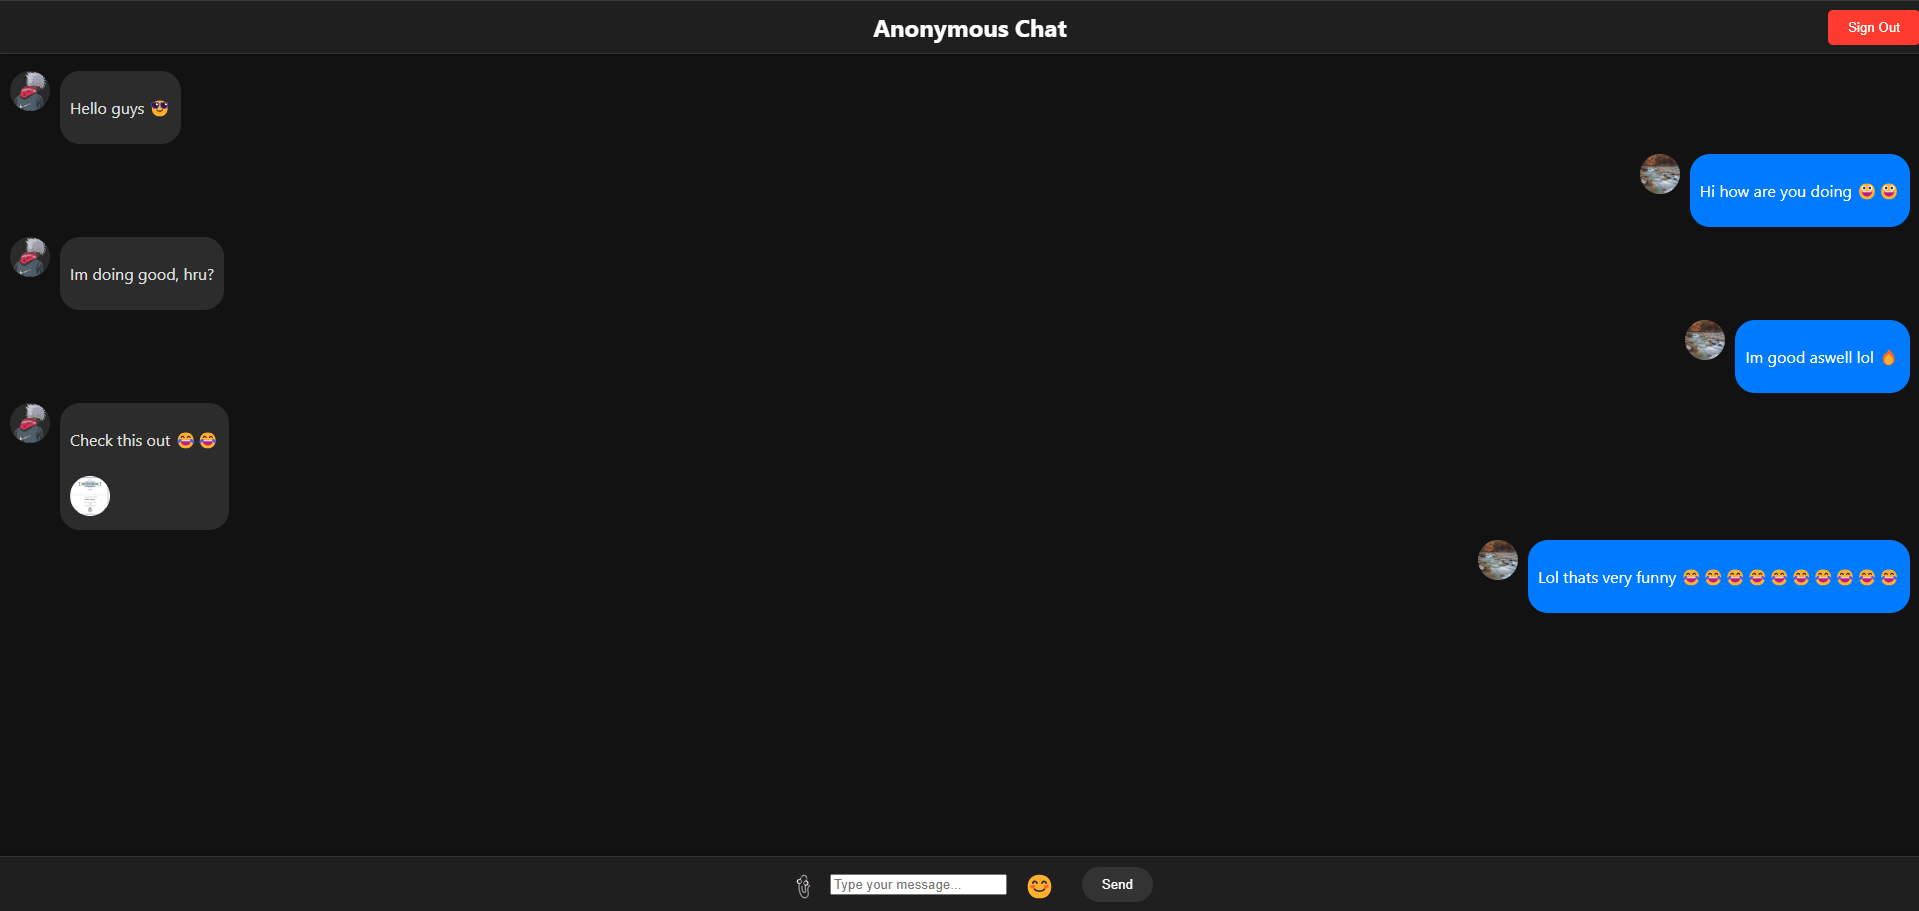 Anonymous Chat
Sign Out
Hello guys 😎
Hi how are you doing 😀 😀
Im doing good, hru?
Im good aswell lol 🔥
Check this out 😂 😂
Lol thats very funny 😂 😂 😂 😂 😂 😂 😂 😂 😂 😂
Type your message...
Send